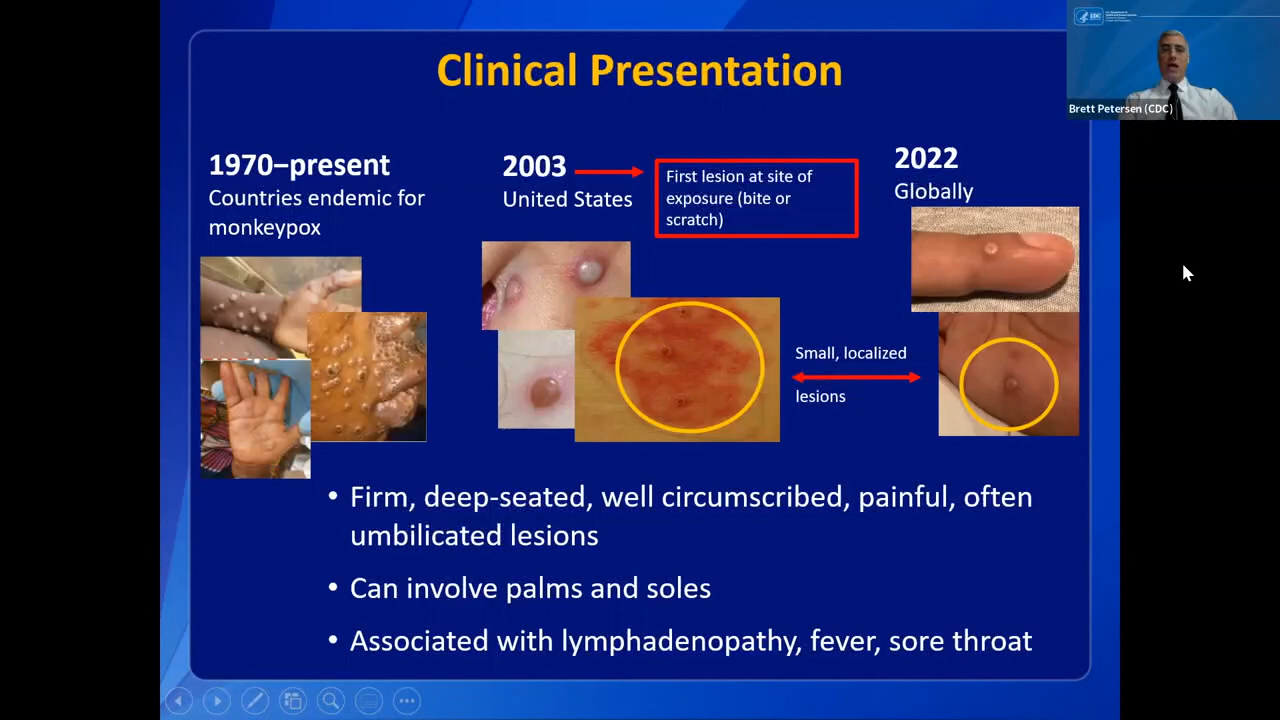 Clinical Presentation
1970–present
Countries endemic for
monkeypox
2003
United States
First lesion at site of
exposure (bite or
scratch)
2022
Globally
Small, localized
lesions
• Firm, deep-seated, well circumscribed, painful, often
umbilicated lesions
• Can involve palms and soles
• Associated with lymphadenopathy, fever, sore throat
CDC
Brett Petersen (CDC)